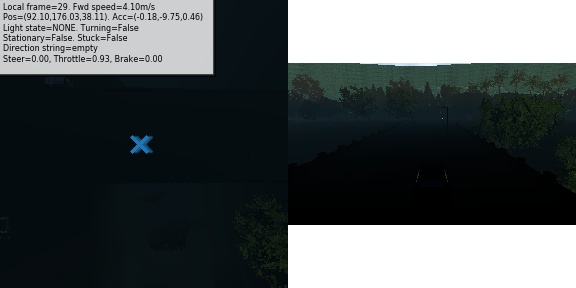 Local frame=29. Fwd speed=4.10m/s
Pos=(92.10,176.03,38.11). Acc=(-0.18,-9.75,0.46)
Light state=NONE. Turning=False
Stationary=False. Stuck=False
Direction string=empty
Steer=0.00, Throttle=0.93, Brake=0.00